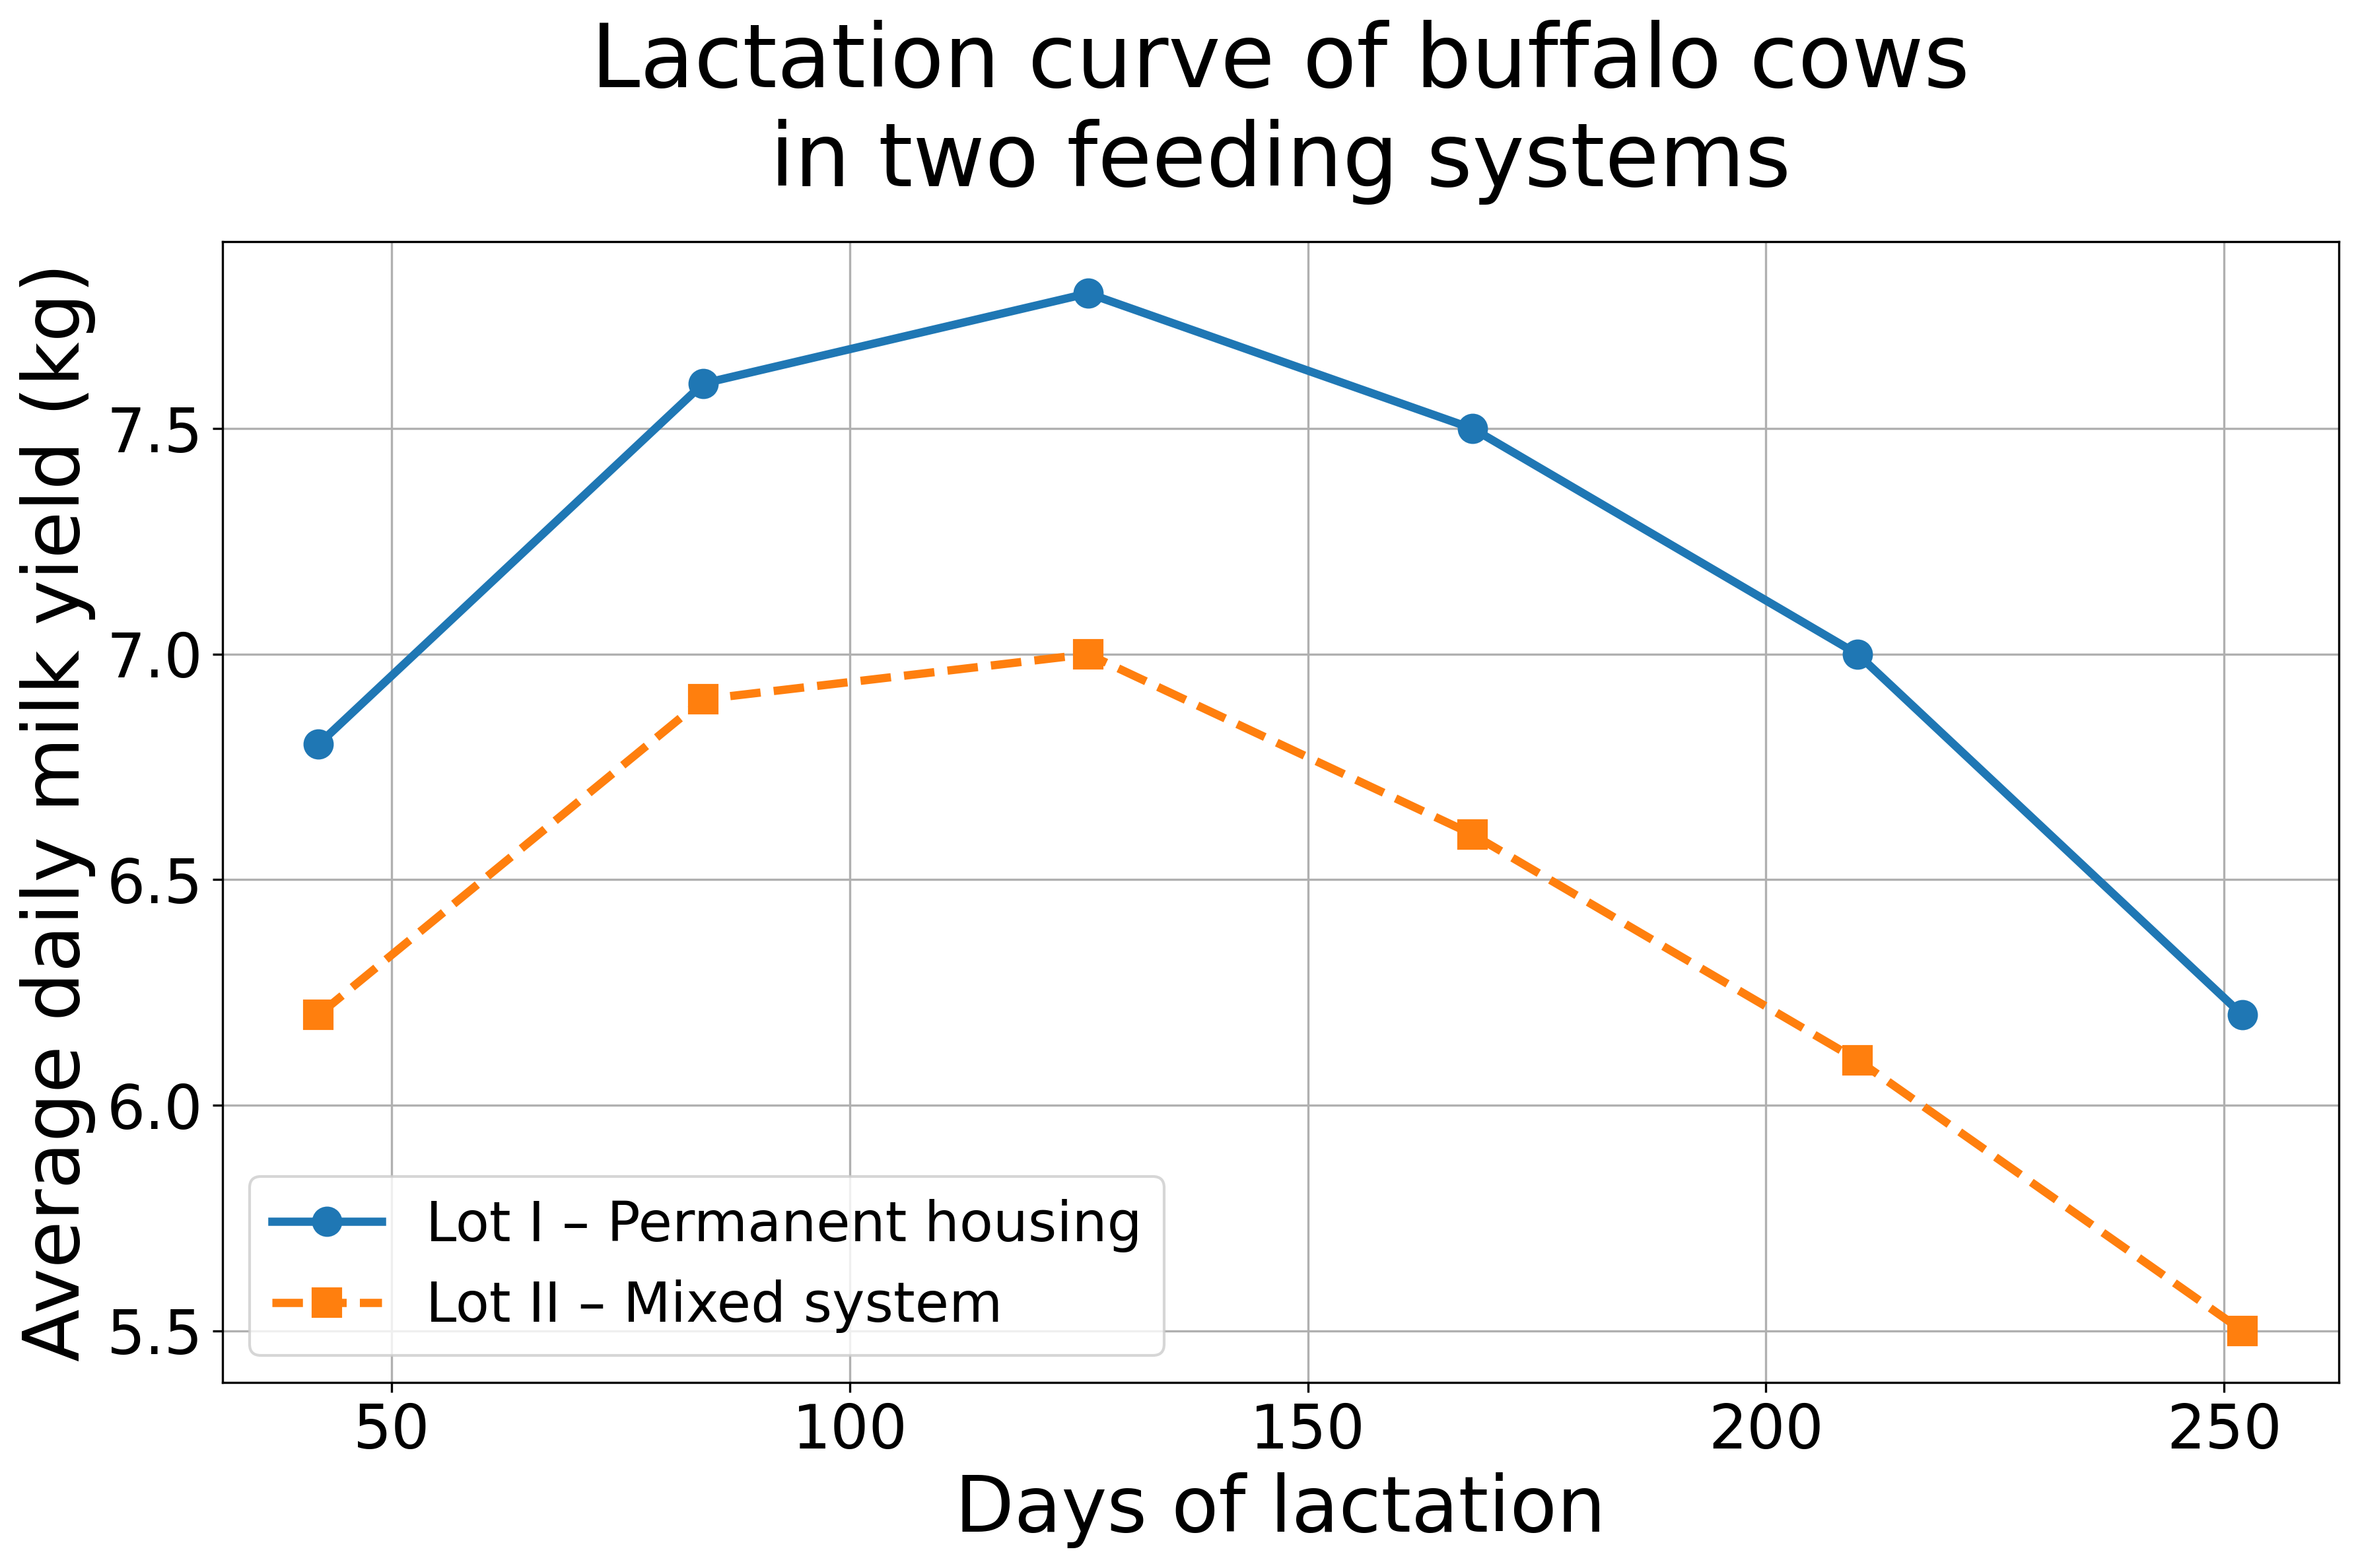 Lactation curve of buffalo cows
in two feeding systems
Average daily milk yield (kg)
7.5
7.0
6.5
6.0
5.5
Lot I – Permanent housing
Lot II – Mixed system
50 100 150 200 250
Days of lactation